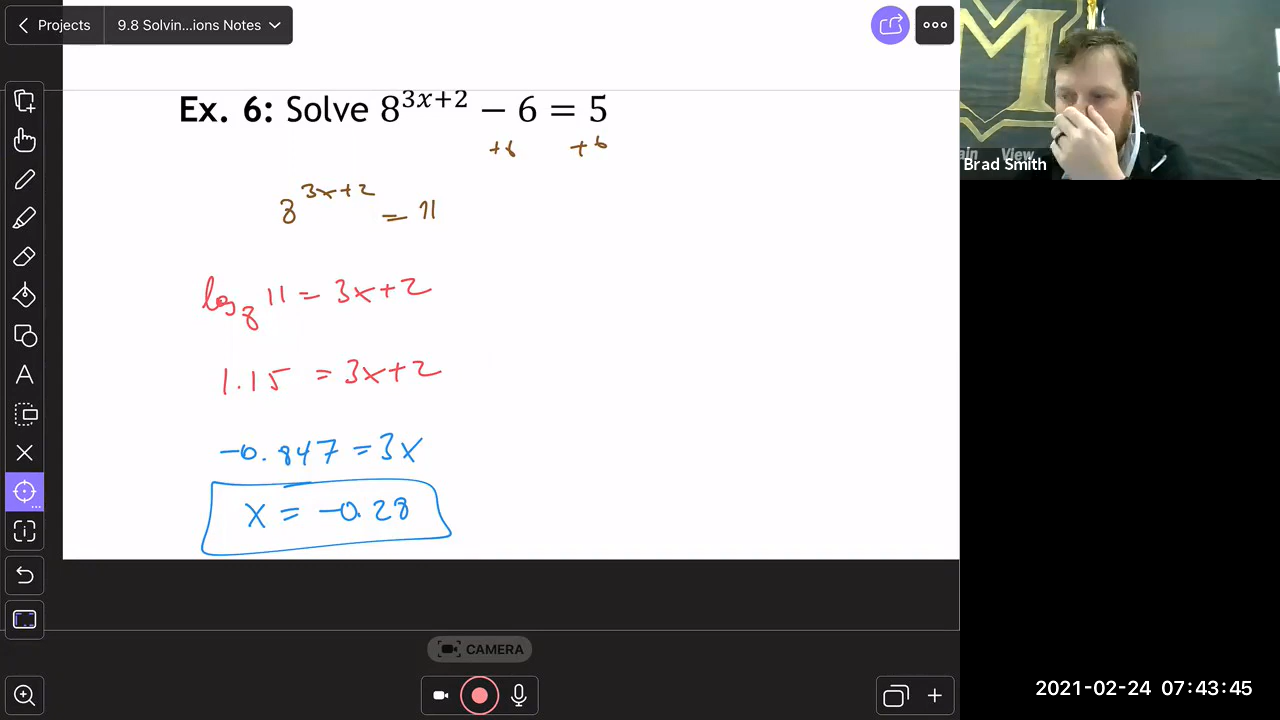 Projects
9.8 Solvin...ions Notes
Ex. 6: Solve 8^{3x+2} − 6 = 5
+6 +6
8^{3x+2} = 11
log_8 11 = 3x+2
1.15 = 3x+2
-0.847 = 3x
x = -0.28
CAMERA
M
ain View
Brad Smith
2021-02-24 07:43:45